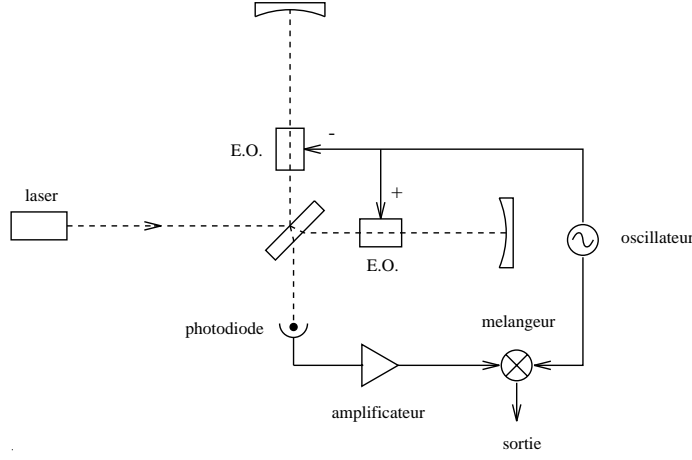 -
E.O.
laser
+
oscillateur
E.O.
melangeur
photodiode
amplificateur
sortie